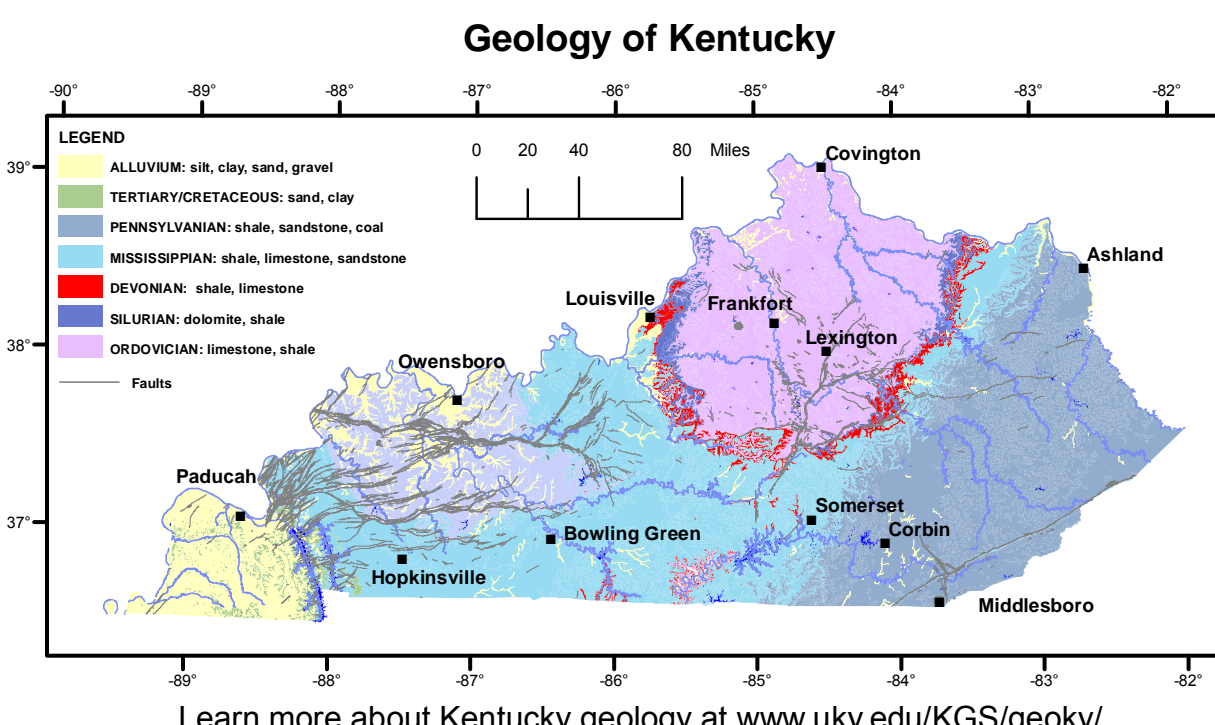 Geology of Kentucky
-90° -89° -88° -87° -86° -85° -84° -83° -82°
LEGEND
ALLUVIUM: silt, clay, sand, gravel
TERTIARY/CRETACEOUS: sand, clay
PENNSYLVANIAN: shale, sandstone, coal
MISSISSIPPIAN: shale, limestone, sandstone
DEVONIAN: shale, limestone
SILURIAN: dolomite, shale
ORDOVICIAN: limestone, shale
Faults
0 20 40 80 Miles
39°
38°
37°
Covington
Ashland
Louisville
Frankfort
Lexington
Owensboro
Paducah
Somerset
Corbin
Bowling Green
Hopkinsville
Middlesboro
-89° -88° -87° -86° -85° -84° -83° -82°
Learn more about Kentucky geology at www.uky.edu/KGS/geoky/